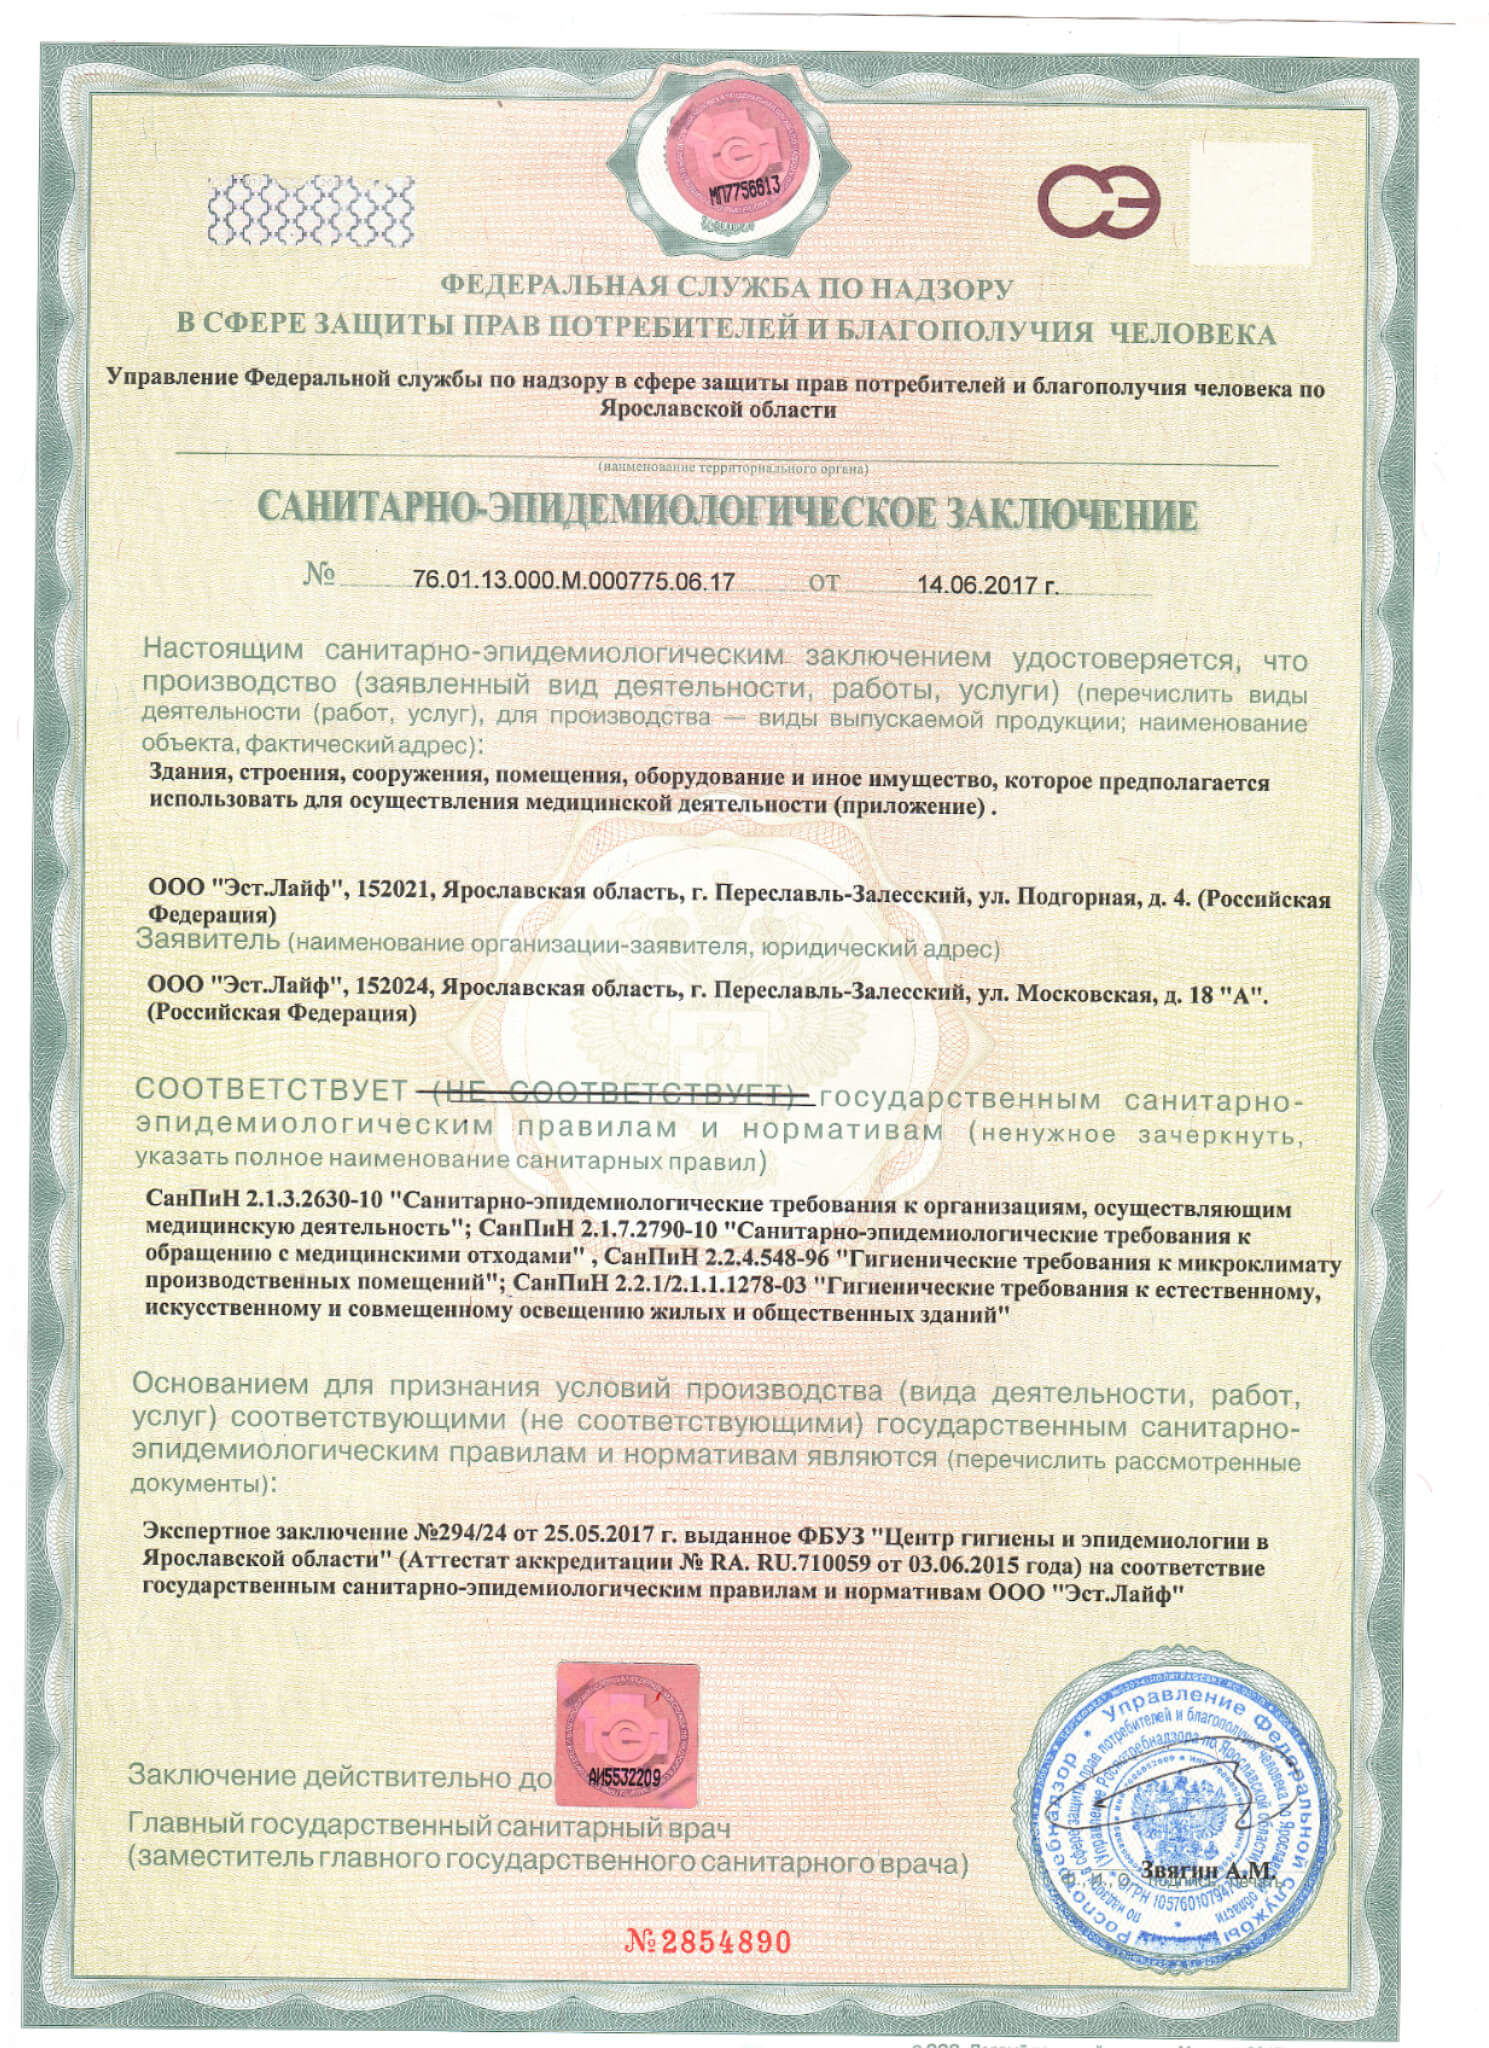 МП7756813
СЭ
ФЕДЕРАЛЬНАЯ СЛУЖБА ПО НАДЗОРУ
В СФЕРЕ ЗАЩИТЫ ПРАВ ПОТРЕБИТЕЛЕЙ И БЛАГОПОЛУЧИЯ ЧЕЛОВЕКА
Управление Федеральной службы по надзору в сфере защиты прав потребителей и благополучия человека по
Ярославской области
(наименование территориального органа)
САНИТАРНО-ЭПИДЕМИОЛОГИЧЕСКОЕ ЗАКЛЮЧЕНИЕ
№ 76.01.13.000.М.000775.06.17 от 14.06.2017 г.
Настоящим санитарно-эпидемиологическим заключением удостоверяется, что
производство (заявленный вид деятельности, работы, услуги) (перечислить виды
деятельности (работ, услуг), для производства — виды выпускаемой продукции; наименование
объекта, фактический адрес):
Здания, строения, сооружения, помещения, оборудование и иное имущество, которое предполагается
использовать для осуществления медицинской деятельности (приложение) .
ООО "Эст.Лайф", 152021, Ярославская область, г. Переславль-Залесский, ул. Подгорная, д. 4. (Российская
Федерация)
Заявитель (наименование организации-заявителя, юридический адрес)
ООО "Эст.Лайф", 152024, Ярославская область, г. Переславль-Залесский, ул. Московская, д. 18 "А".
(Российская Федерация)
СООТВЕТСТВУЕТ (НЕ СООТВЕТСТВУЕТ) государственным санитарно-
эпидемиологическим правилам и нормативам (ненужное зачеркнуть,
указать полное наименование санитарных правил)
СанПиН 2.1.3.2630-10 "Санитарно-эпидемиологические требования к организациям, осуществляющим
медицинскую деятельность"; СанПиН 2.1.7.2790-10 "Санитарно-эпидемиологические требования к
обращению с медицинскими отходами" , СанПиН 2.2.4.548-96 "Гигиенические требования к микроклимату
производственных помещений"; СанПиН 2.2.1/2.1.1.1278-03 "Гигиенические требования к естественному,
искусственному и совмещенному освещению жилых и общественных зданий"
Основанием для признания условий производства (вида деятельности, работ,
услуг) соответствующими (не соответствующими) государственным санитарно-
эпидемиологическим правилам и нормативам являются (перечислить рассмотренные
документы):
Экспертное заключение №294/24 от 25.05.2017 г. выданное ФБУЗ "Центр гигиены и эпидемиологии в
Ярославской области" (Аттестат аккредитации № RA. RU.710059 от 03.06.2015 года) на соответствие
государственным санитарно-эпидемиологическим правилам и нормативам ООО "Эст.Лайф"
Заключение действительно до
АИ5532209
Главный государственный санитарный врач
(заместитель главного государственного санитарного врача)
Управление Федеральной службы
Роспотребнадзор
по надзору в сфере защиты прав потребителей и благополучия человека по Ярославской области
(Управление Роспотребнадзора по Ярославской области)
Звягин А.М.
Ф., И., О., подпись, печать
№2854890